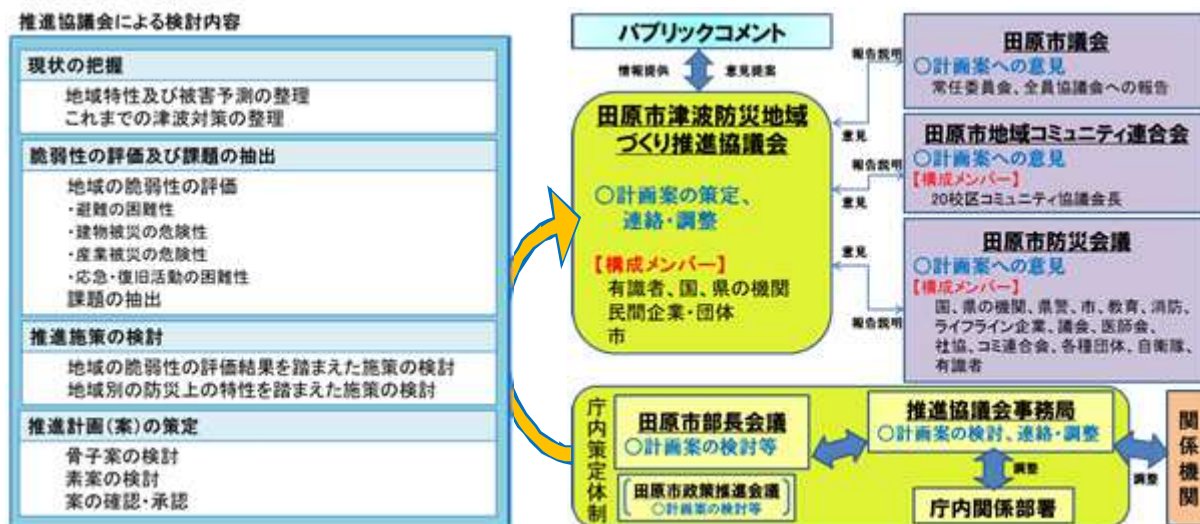 推進協議会による検討内容
現状の把握
地域特性及び被害予測の整理
これまでの津波対策の整理
脆弱性の評価及び課題の抽出
地域の脆弱性の評価
・避難の困難性
・建物被災の危険性
・産業被災の危険性
・応急・復旧活動の困難性
課題の抽出
推進施策の検討
地域の脆弱性の評価結果を踏まえた施策の検討
地域別の防災上の特性を踏まえた施策の検討
推進計画(案)の策定
骨子案の検討
素案の検討
案の確認・承認
パブリックコメント
情報提供
意見提案
田原市津波防災地域
づくり推進協議会
〇計画案の策定、
連絡・調整
【構成メンバー】
有識者、国、県の機関
民間企業・団体
市
報告説明
意見
報告説明
意見
意見
報告説明
田原市議会
〇計画案への意見
常任委員会、全員協議会への報告
田原市地域コミュニティ連合会
〇計画案への意見
【構成メンバー】
20校区コミュニティ協議会長
田原市防災会議
〇計画案への意見
【構成メンバー】
国、県の機関、県警、市、教育、消防、
ライフライン企業、議会、医師会、
社協、コミ連合会、各種団体、自衛隊、
有識者
庁内策定体制
田原市部長会議
〇計画案の検討等
田原市政策推進会議
〇計画案の検討等
推進協議会事務局
〇計画案の検討、連絡・調整
調整
庁内関係部署
調整
関係機関